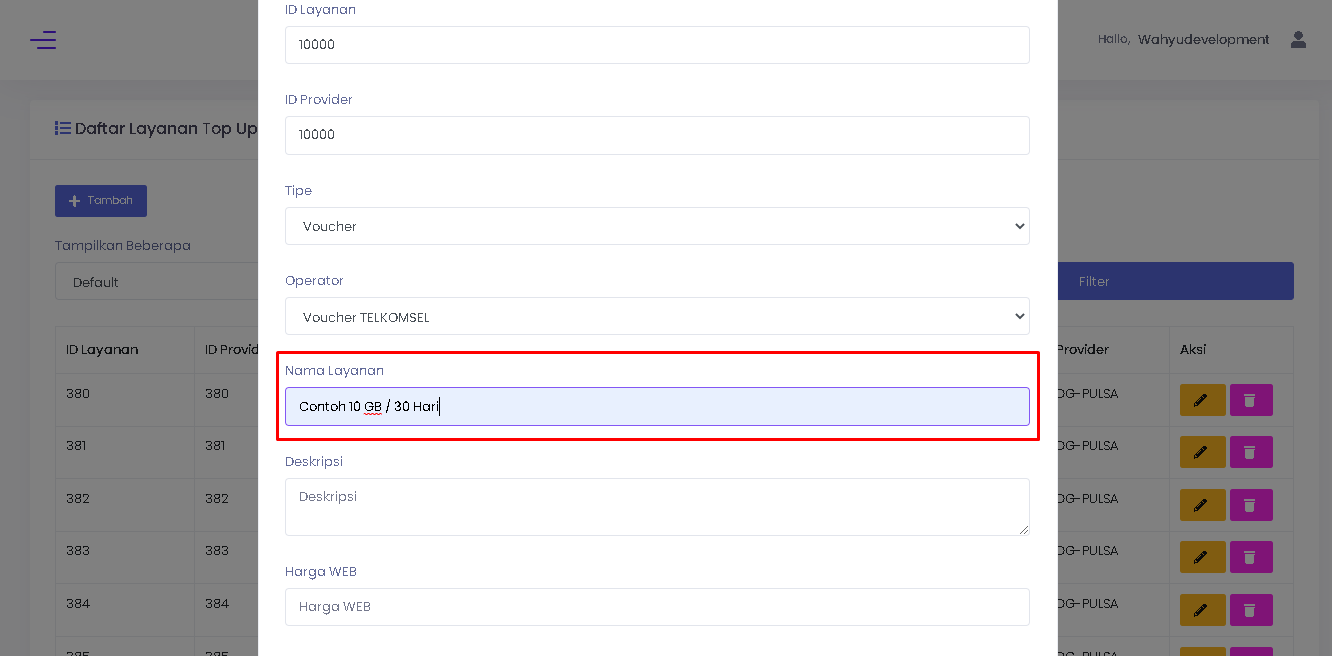 Hallo, Wahyudevelopment
Daftar Layanan Top Up
Tambah
Tampilkan Beberapa
Default
Filter
ID Layanan
10000
ID Provider
10000
Tipe
Voucher
Operator
Voucher TELKOMSEL
Nama Layanan
Contoh 10 GB / 30 Hari
Deskripsi
Deskripsi
Harga WEB
Harga WEB
ID Layanan ID Provid Provider Aksi
380 380 DG-PULSA
381 381 DG-PULSA
382 382 DG-PULSA
383 383 DG-PULSA
384 384 DG-PULSA